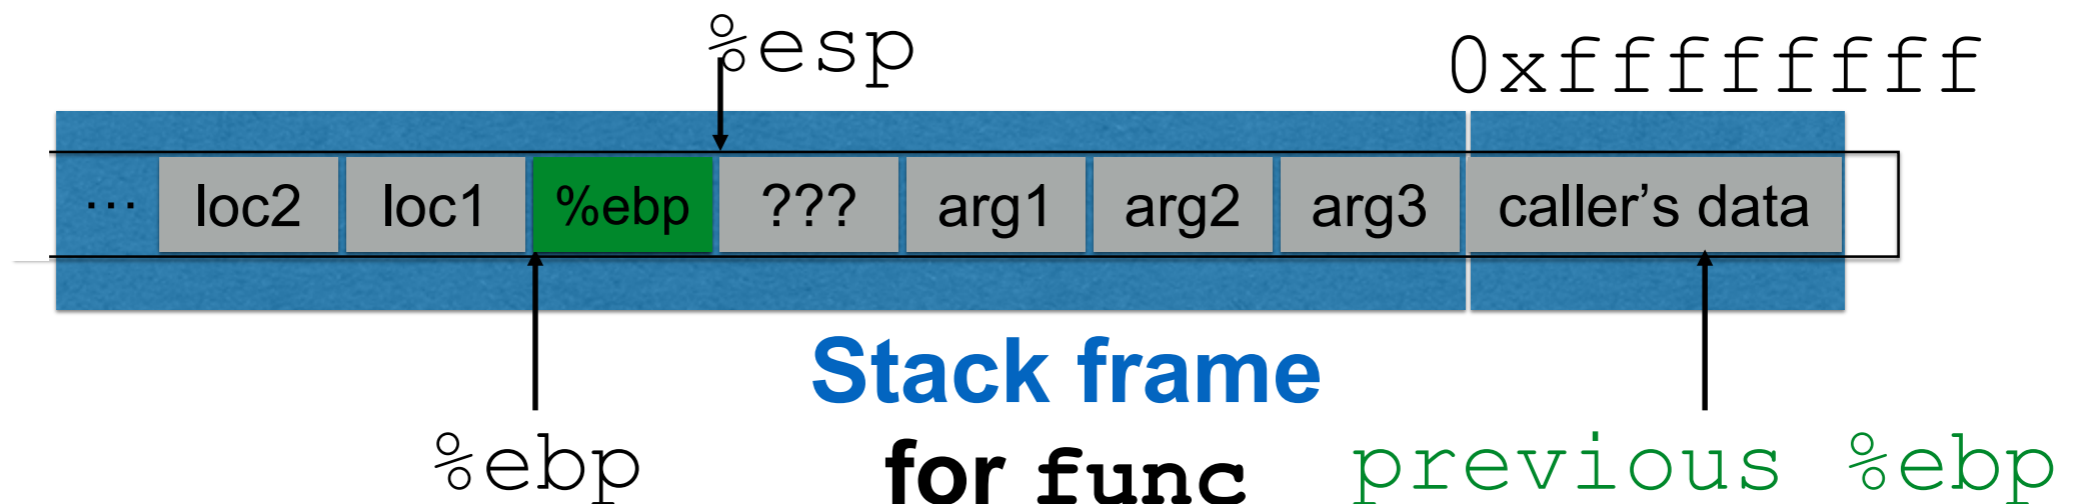 %esp 0xffffffff
… loc2 loc1 %ebp ??? arg1 arg2 arg3 caller’s data
Stack frame
%ebp for func previous %ebp